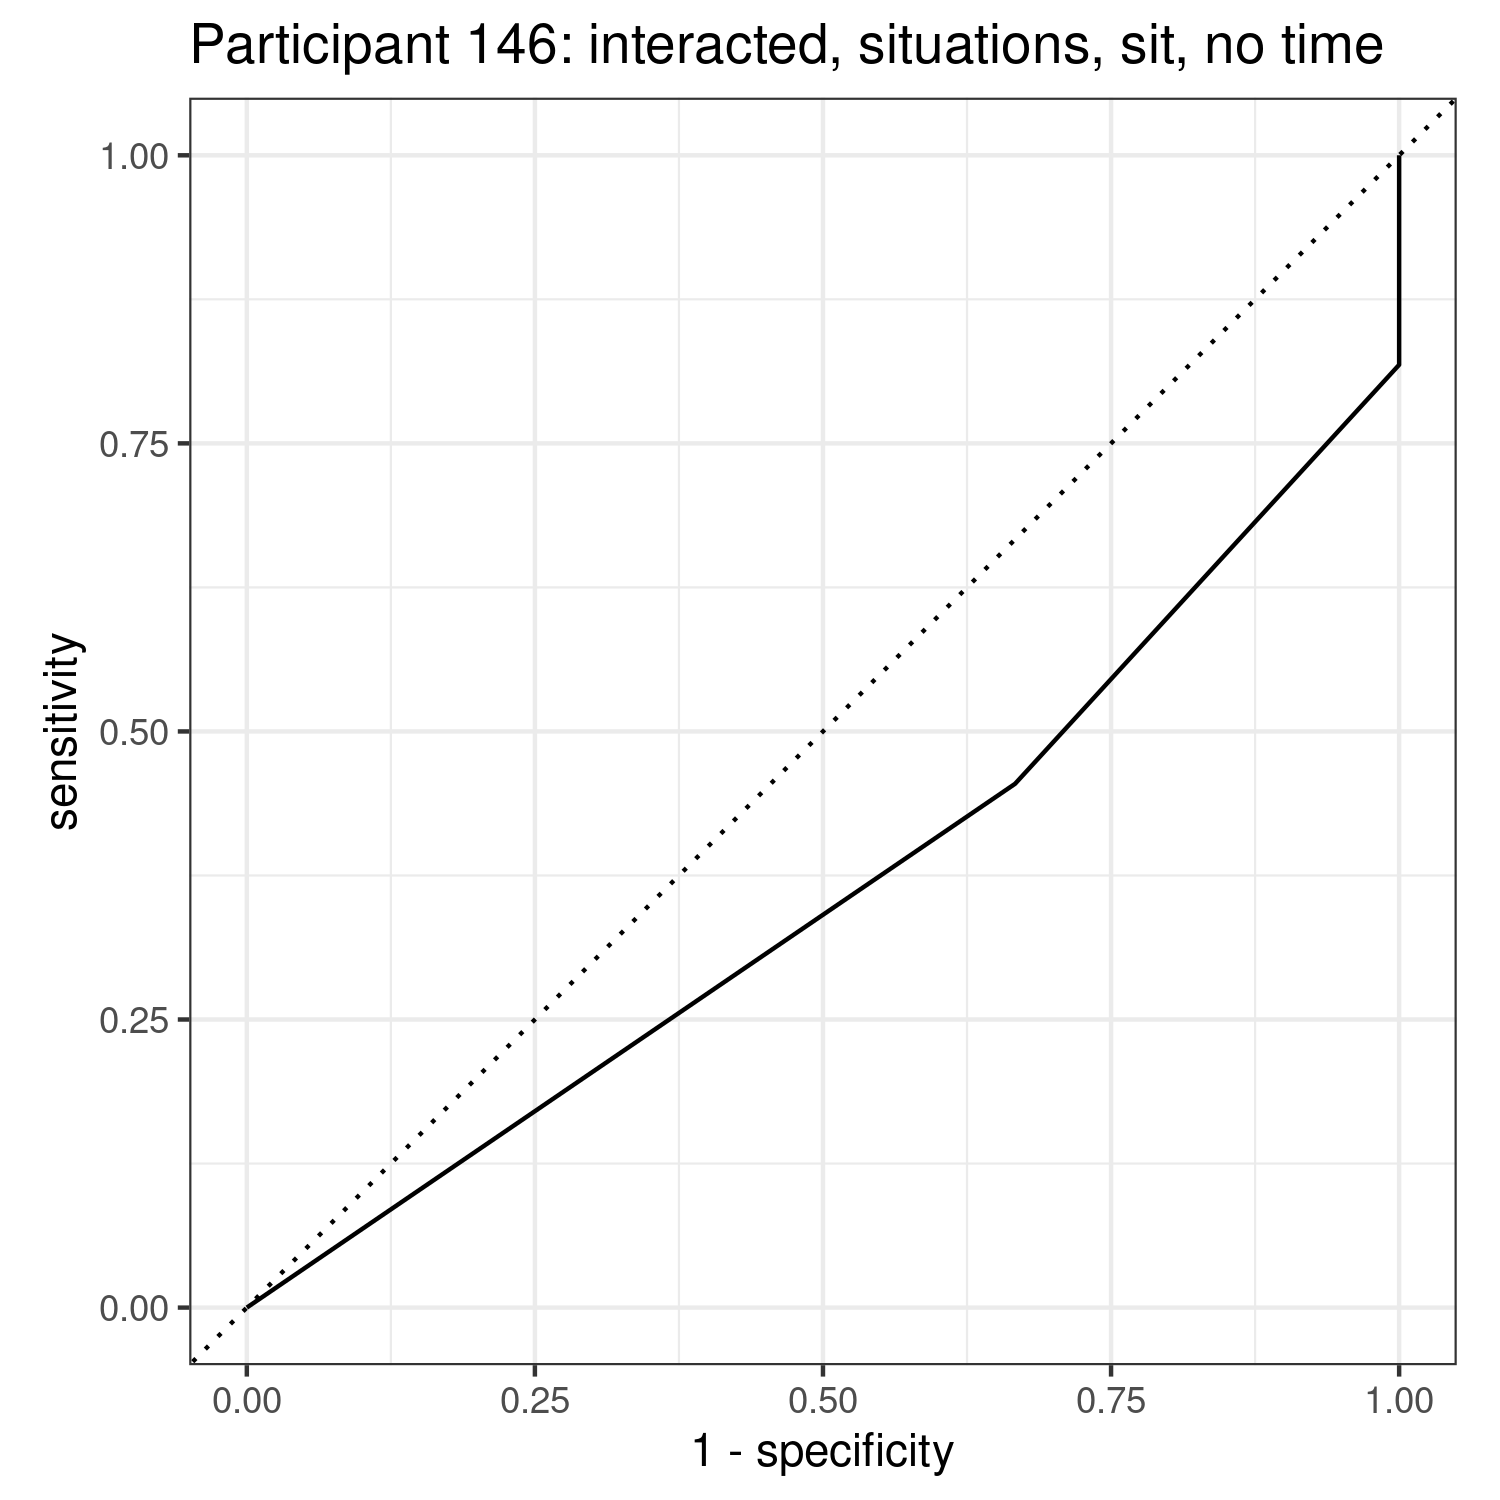 Participant 146: interacted, situations, sit, no time
1.00
0.75
0.50
0.25
0.00
sensitivity
0.00 0.25 0.50 0.75 1.00
1 - specificity